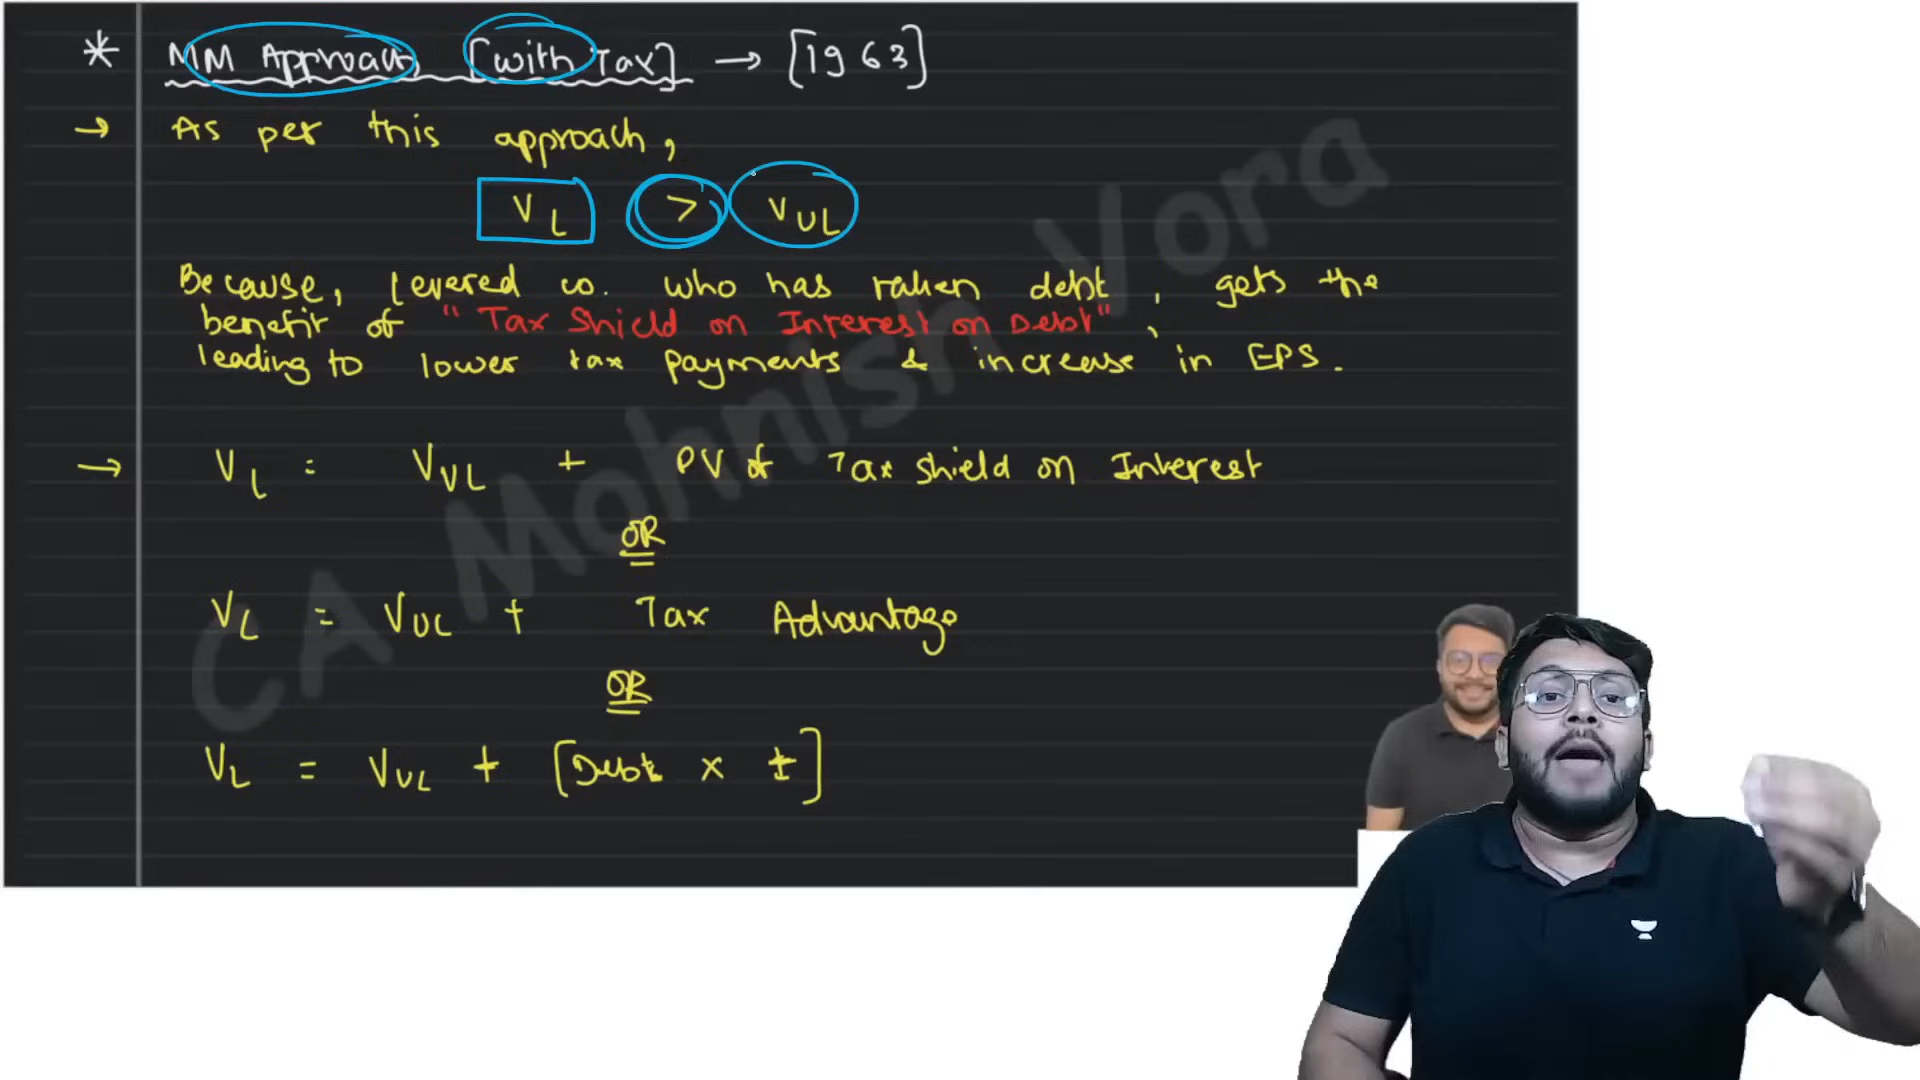 * MM Approach [with Tax] → [1963]
→ As per this approach,
VL > VUL
Because, levered co. who has taken debt, gets the
benefit of "Tax Shield on Interest on Debt",
leading to lower tax payments & increase in EPS.
→ VL = VUL + PV of Tax shield on Interest
OR
VL = VUL + Tax Advantage
OR
VL = VUL + [Debt x t]
CA Mohnish Vora